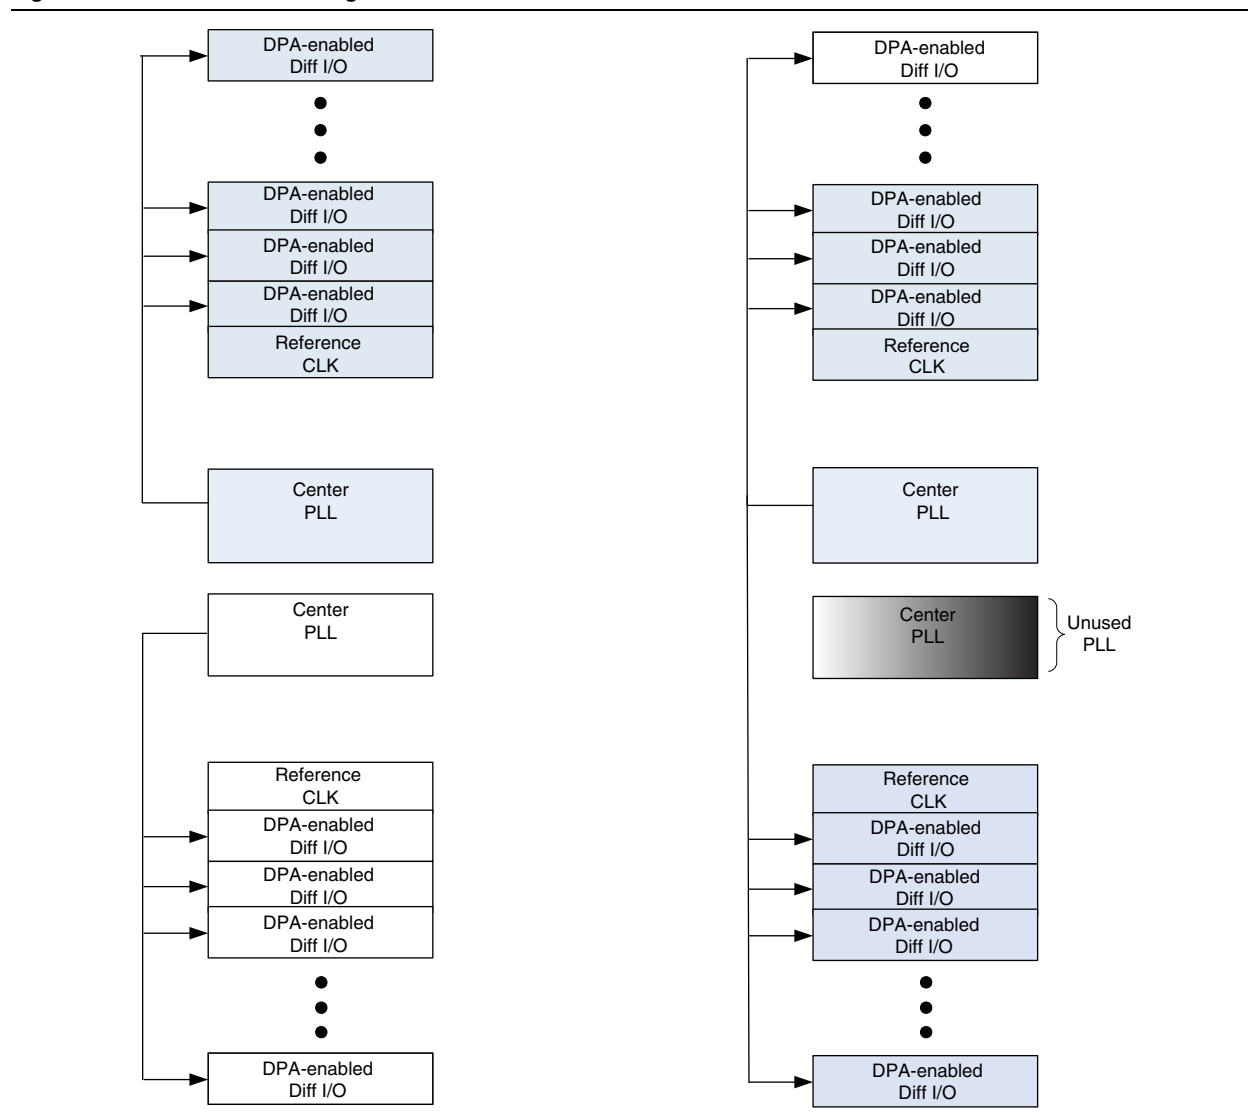 DPA-enabled
Diff I/O
DPA-enabled
Diff I/O
DPA-enabled
Diff I/O
DPA-enabled
Diff I/O
Reference
CLK
Center
PLL
Center
PLL
Reference
CLK
DPA-enabled
Diff I/O
DPA-enabled
Diff I/O
DPA-enabled
Diff I/O
DPA-enabled
Diff I/O
DPA-enabled
Diff I/O
DPA-enabled
Diff I/O
DPA-enabled
Diff I/O
DPA-enabled
Diff I/O
Reference
CLK
Center
PLL
Center
PLL
Unused
PLL
Reference
CLK
DPA-enabled
Diff I/O
DPA-enabled
Diff I/O
DPA-enabled
Diff I/O
DPA-enabled
Diff I/O